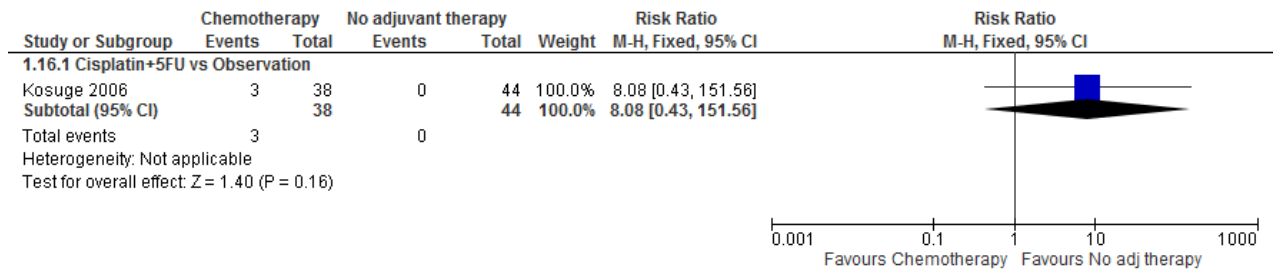 Chemotherapy No adjuvant therapy Risk Ratio Risk Ratio
Study or Subgroup Events Total Events Total Weight M-H, Fixed, 95% CI M-H, Fixed, 95% CI
1.16.1 Cisplatin+5FU vs Observation
Kosuge 2006 3 38 0 44 100.0% 8.08 [0.43, 151.56]
Subtotal (95% CI) 38 44 100.0% 8.08 [0.43, 151.56]
Total events 3 0
Heterogeneity: Not applicable
Test for overall effect: Z = 1.40 (P = 0.16)
0.001 0.1 1 10 1000
Favours Chemotherapy Favours No adj therapy